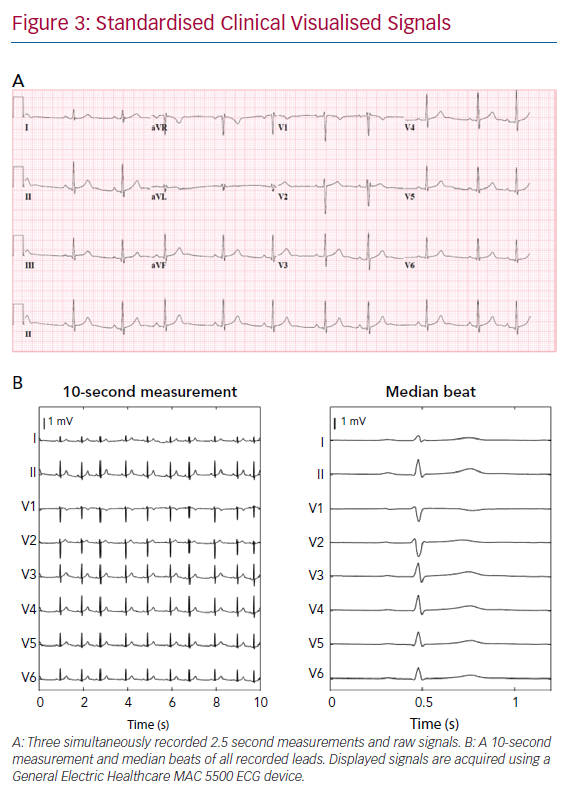 Figure 3: Standardised Clinical Visualised Signals
A
I aVR V1 V4
II aVL V2 V5
III aVF V3 V6
II
B
10-second measurement Median beat
1 mV 1 mV
I I
II II
V1 V1
V2 V2
V3 V3
V4 V4
V5 V5
V6 V6
0 2 4 6 8 10 0 0.5 1
Time (s) Time (s)
A: Three simultaneously recorded 2.5 second measurements and raw signals. B: A 10-second
measurement and median beats of all recorded leads. Displayed signals are acquired using a
General Electric Healthcare MAC 5500 ECG device.